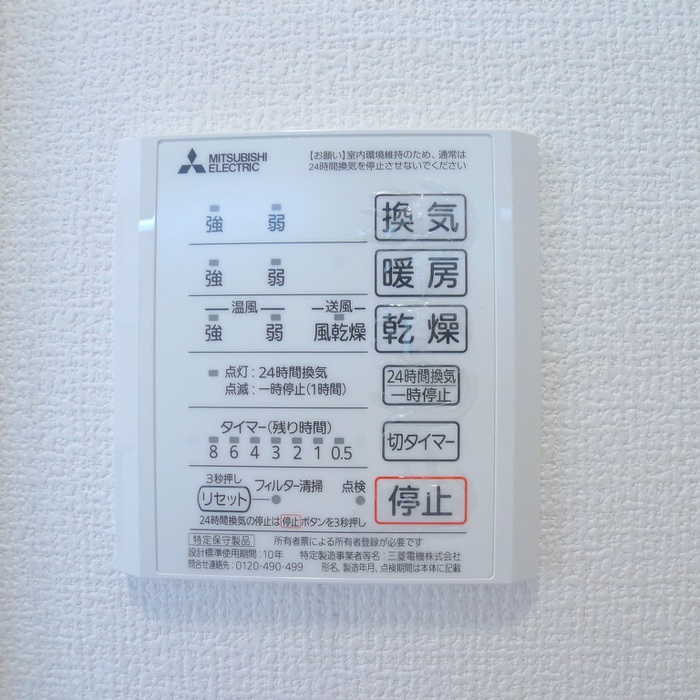 MITSUBISHI
ELECTRIC
【お願い】室内環境維持のため、通常は
24時間換気を停止させないでください
強 弱 換気
強 弱 暖房
温風 送風
強 弱 風乾燥 乾燥
点灯:24時間換気
点滅:一時停止(1時間)
24時間換気
一時停止
タイマー(残り時間)
8 6 4 3 2 1 0.5
切タイマー
3秒押し
リセット フィルター清掃 点検
停止
24時間換気の停止は停止ボタンを3秒押し
特定保守製品 所有者票による所有者登録が必要です
設計標準使用期間:10年 特定製造事業者等名:三菱電機株式会社
問合せ連絡先:0120-490-499 形名、製造年月、点検期間は本体に記載